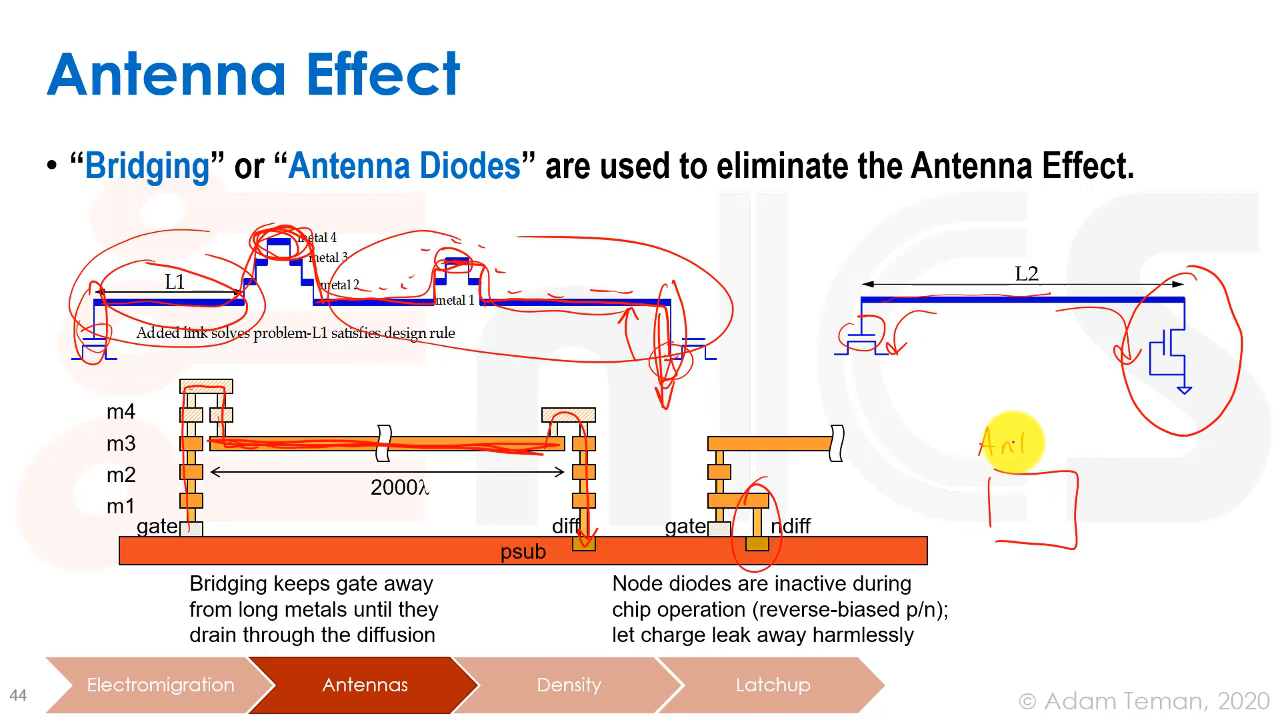 Antenna Effect
• “Bridging” or “Antenna Diodes” are used to eliminate the Antenna Effect.
metal 4
metal 3
metal 2
metal 1
L1
Added link solves problem-L1 satisfies design rule
L2
m4
m3
m2
m1
2000λ
gate
diff
psub
gate
ndiff
Bridging keeps gate away
from long metals until they
drain through the diffusion
Node diodes are inactive during
chip operation (reverse-biased p/n);
let charge leak away harmlessly
44
Electromigration
Antennas
Density
Latchup
© Adam Teman, 2020